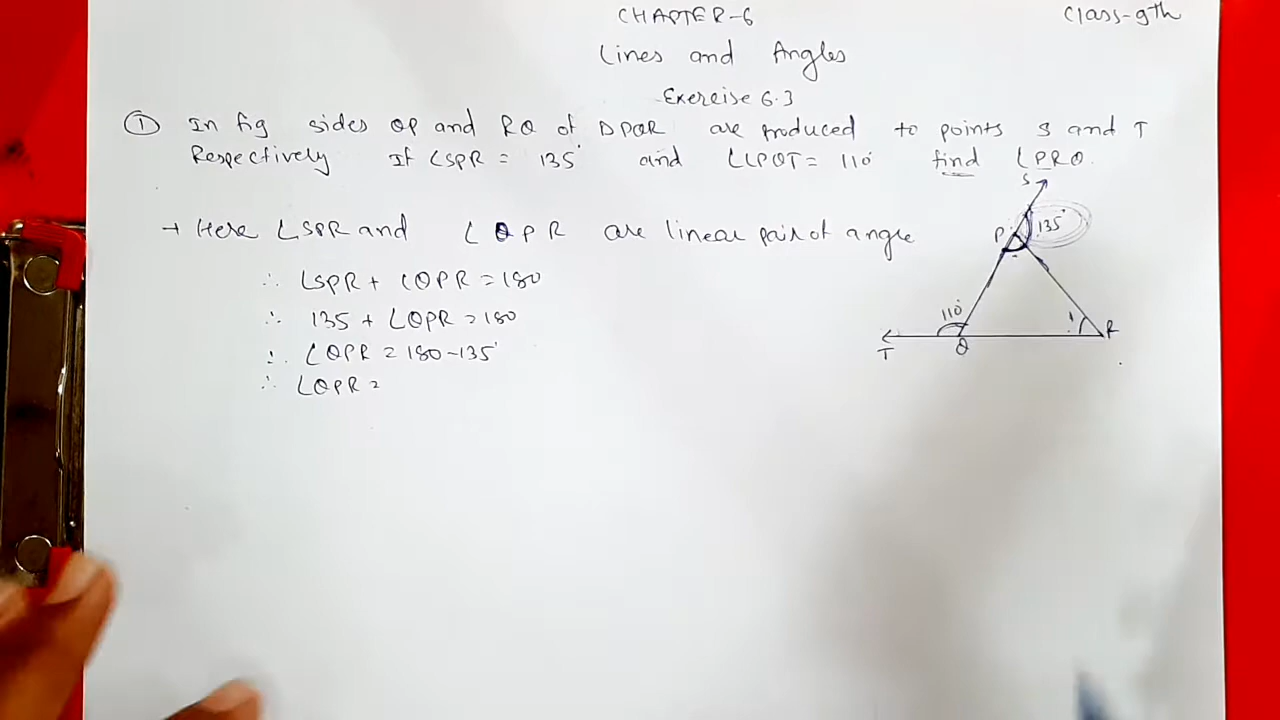 CHAPTER-6
Class-9th
Lines and Angles
Exercise 6.3
① In fig sides QP and RQ of ΔPQR are produced to points S and T
Respectively If ∠SPR = 135° and ∠LPQT = 110° find ∠PRQ.
→ Here ∠SPR and ∠QPR are linear pair of angle
∴ ∠SPR + ∠QPR = 180
∴ 135 + ∠QPR = 180
∴ ∠QPR = 180-135°
∴ ∠QPR =
S
P
135°
110°
T
Q
R